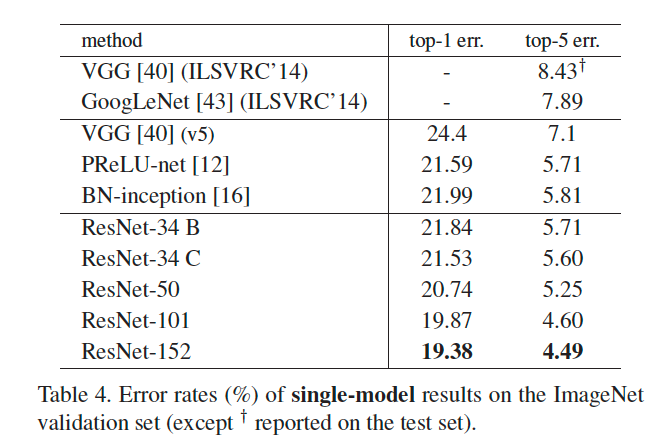 method top-1 err. top-5 err.
VGG [40] (ILSVRC’14) - 8.43†
GoogLeNet [43] (ILSVRC’14) - 7.89
VGG [40] (v5) 24.4 7.1
PReLU-net [12] 21.59 5.71
BN-inception [16] 21.99 5.81
ResNet-34 B 21.84 5.71
ResNet-34 C 21.53 5.60
ResNet-50 20.74 5.25
ResNet-101 19.87 4.60
ResNet-152 19.38 4.49
Table 4. Error rates (%) of single-model results on the ImageNet
validation set (except † reported on the test set).